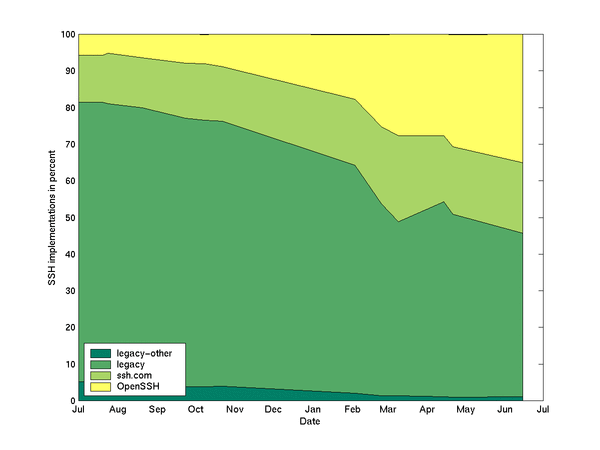 100
90
80
70
60
50
40
30
20
10
0
SSH implementations in percent
legacy-other
legacy
ssh.com
OpenSSH
Jul Aug Sep Oct Nov Dec Jan Feb Mar Apr May Jun Jul
Date